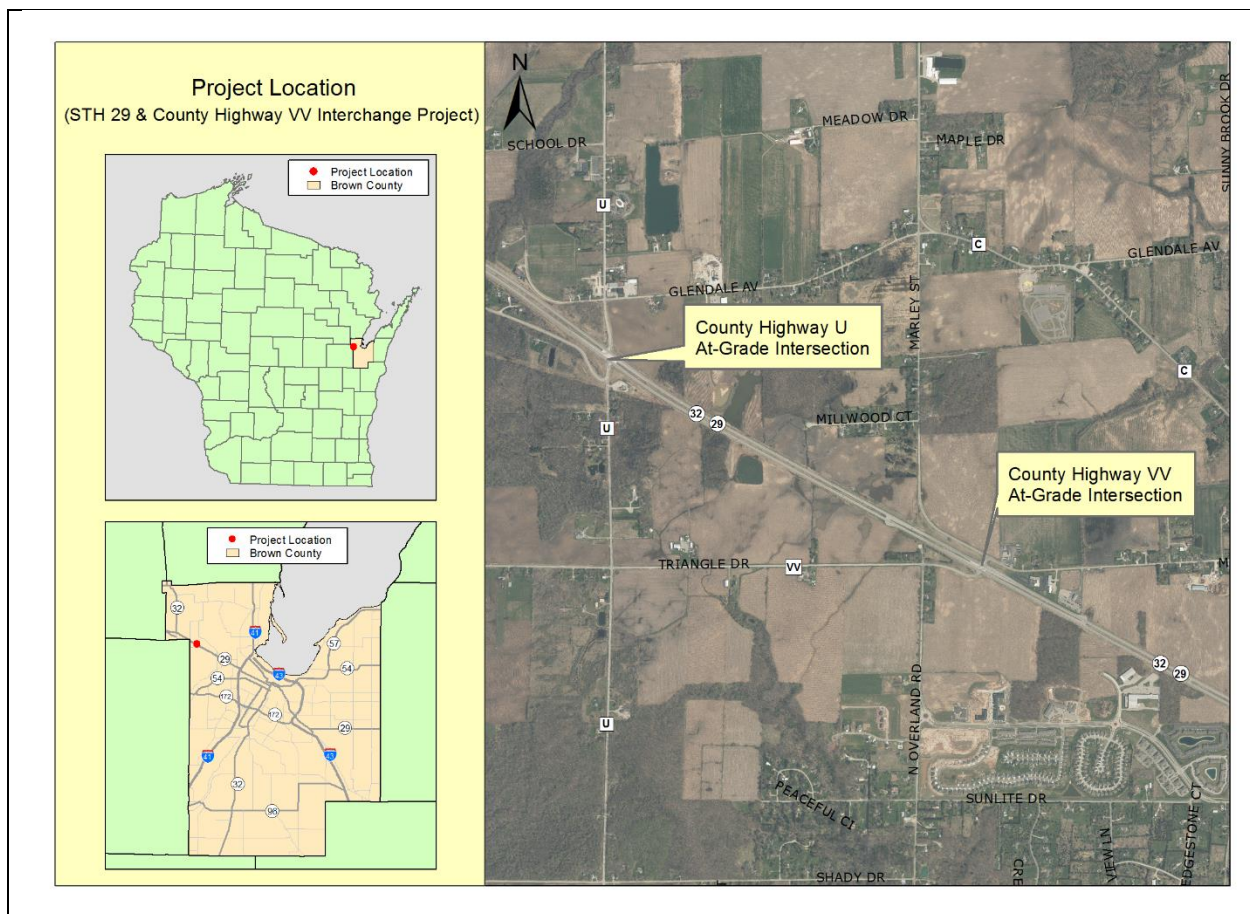 Project Location
(STH 29 & County Highway VV Interchange Project)
Project Location
Brown County
Project Location
Brown County
32
41
57
29
54
43
54
172
172
29
41
43
32
96
N
SCHOOL DR
MEADOW DR
MAPLE DR
SUNNY BROOK DR
U
C
GLENDALE AV
GLENDALE AV
MARLEY ST
County Highway U
At-Grade Intersection
C
32
29
MILLWOOD CT
U
County Highway VV
At-Grade Intersection
TRIANGLE DR
VV
M
32
29
N OVERLAND RD
U
PEACEFUL CI
SUNLITE DR
SHADY DR
CRE
VIEW LN
EDGESTONE CT